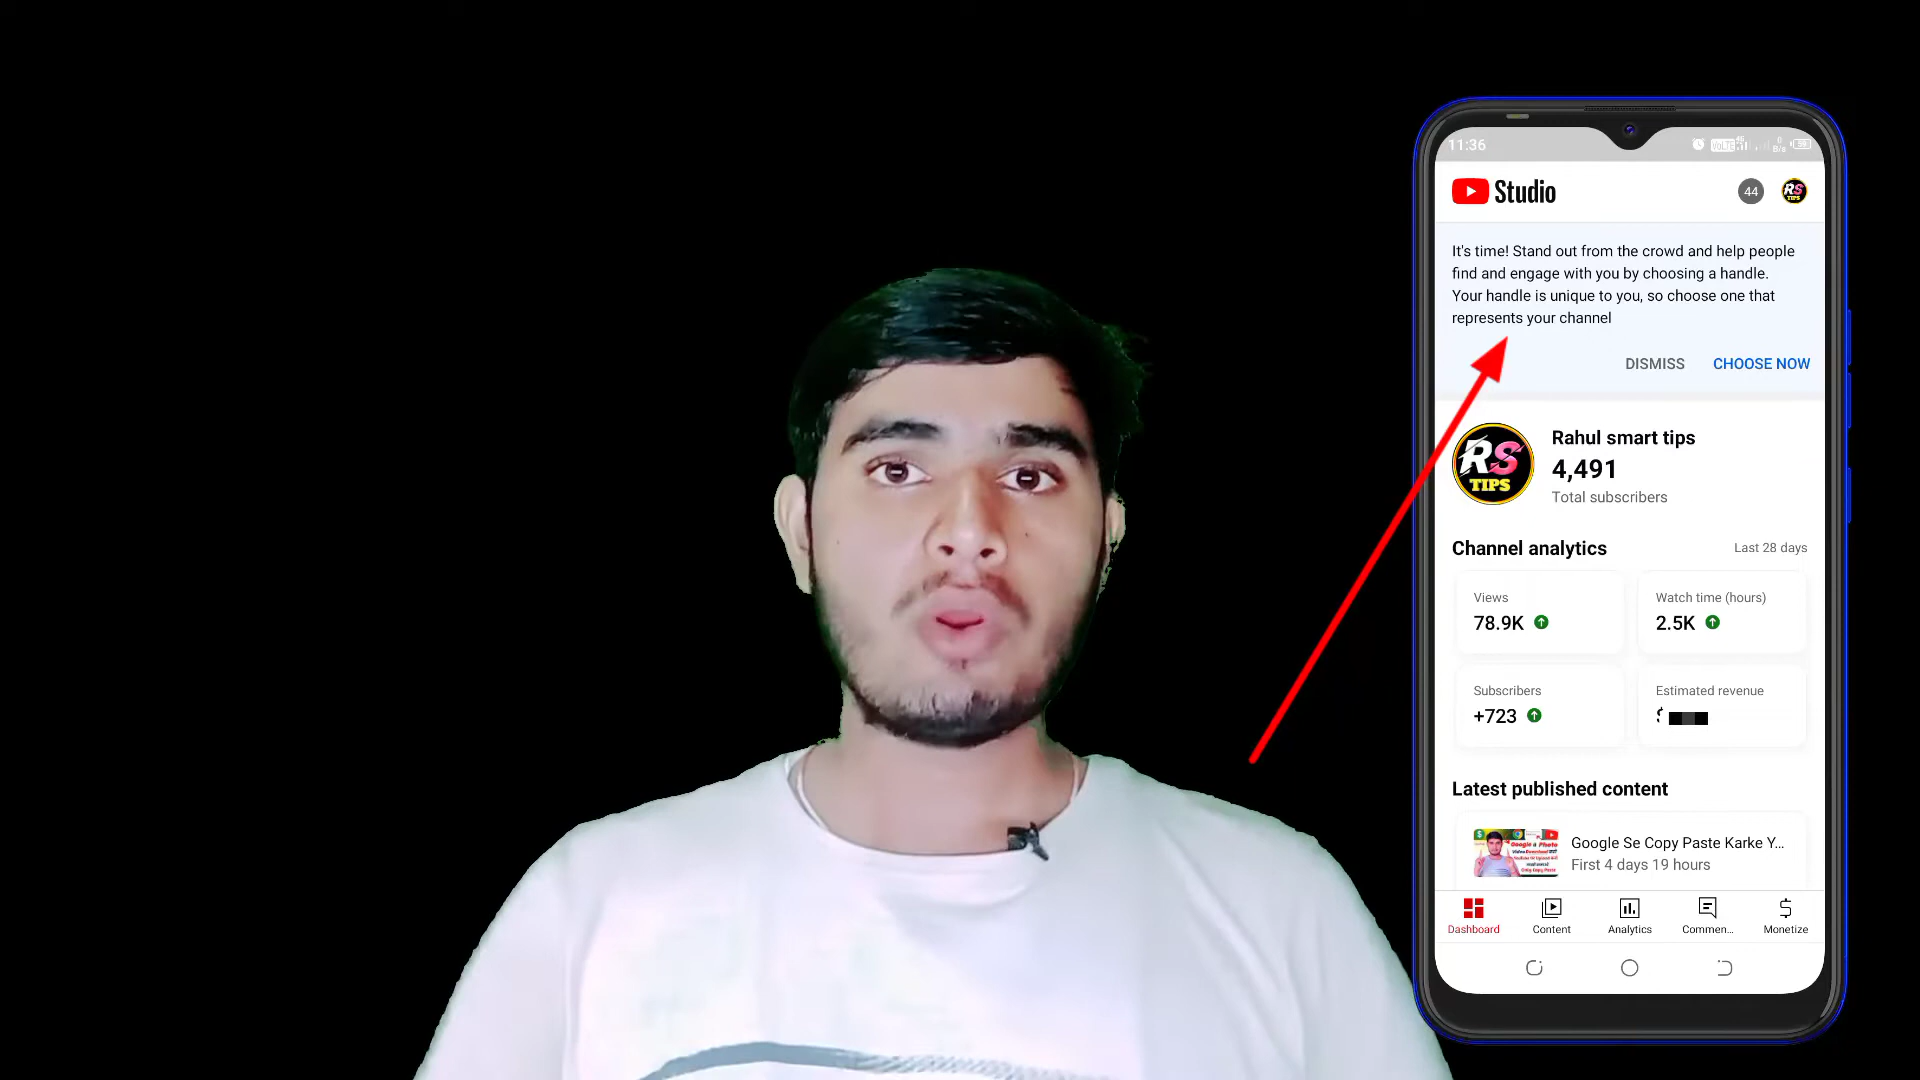 11:36
VoLTE
Studio
44
RS
TIPS
It's time! Stand out from the crowd and help people
find and engage with you by choosing a handle.
Your handle is unique to you, so choose one that
represents your channel
DISMISS CHOOSE NOW
RS
TIPS
Rahul smart tips
4,491
Total subscribers
Channel analytics Last 28 days
Views
78.9K
Watch time (hours)
2.5K
Subscribers
+723
Estimated revenue
Latest published content
Google Se Copy Paste Karke Y...
First 4 days 19 hours
Dashboard Content Analytics Commen... Monetize